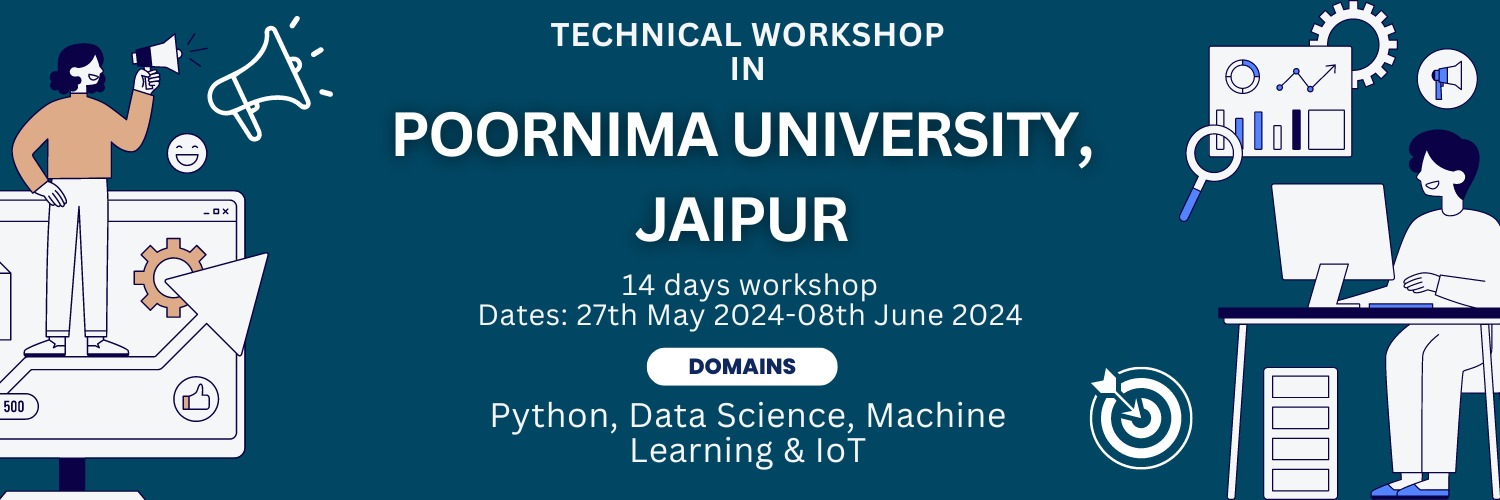 TECHNICAL WORKSHOP
IN
POORNIMA UNIVERSITY,
JAIPUR
14 days workshop
Dates: 27th May 2024-08th June 2024
DOMAINS
Python, Data Science, Machine
Learning & IoT
500